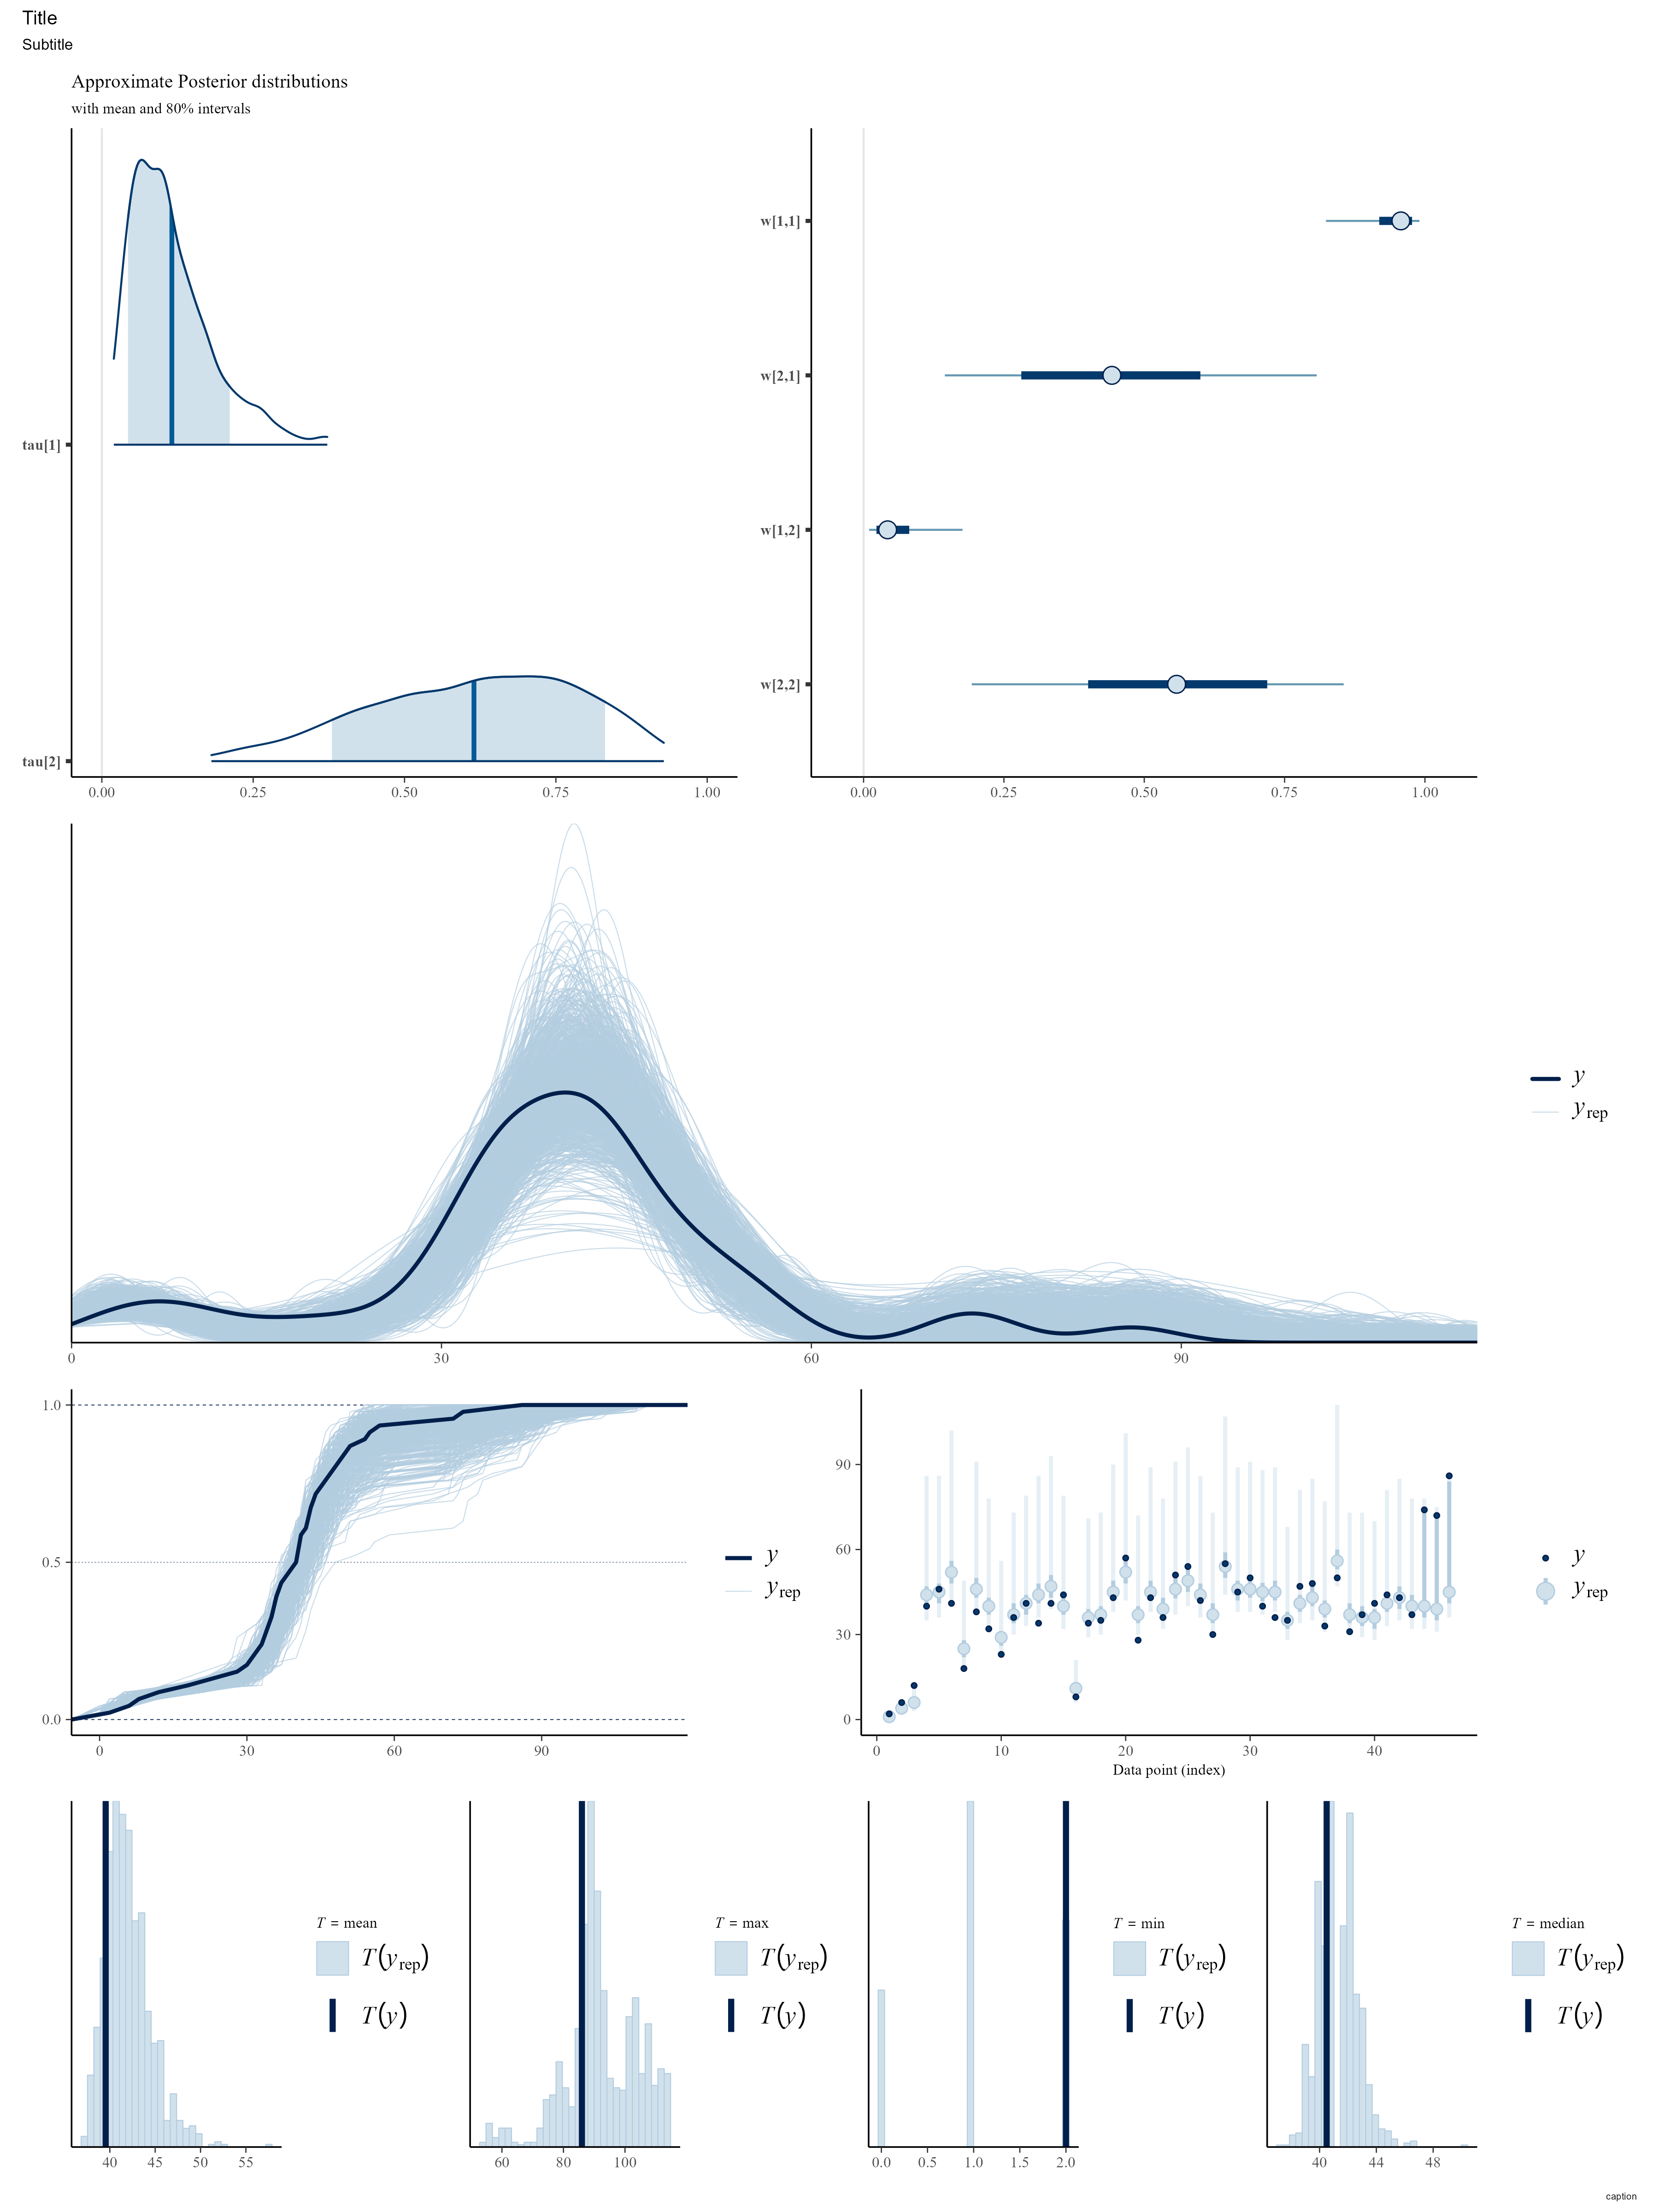 Title
Subtitle
Approximate Posterior distributions
with mean and 80% intervals
tau[1]
tau[2]
0.00 0.25 0.50 0.75 1.00
w[1,1]
w[2,1]
w[1,2]
w[2,2]
0.00 0.25 0.50 0.75 1.00
y
yrep
0 30 60 90
1.0
0.5
0.0
0 30 60 90
y
yrep
90
60
30
0
0 10 20 30 40
Data point (index)
y
yrep
40 45 50 55
T = mean
T(yrep)
T(y)
60 80 100
T = max
T(yrep)
T(y)
0.0 0.5 1.0 1.5 2.0
T = min
T(yrep)
T(y)
40 44 48
T = median
T(yrep)
T(y)
caption